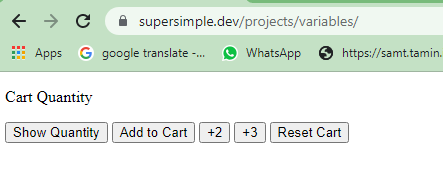 supersimple.dev/projects/variables/
Apps google translate -... WhatsApp https://samt.tamin.
Cart Quantity
Show Quantity Add to Cart +2 +3 Reset Cart